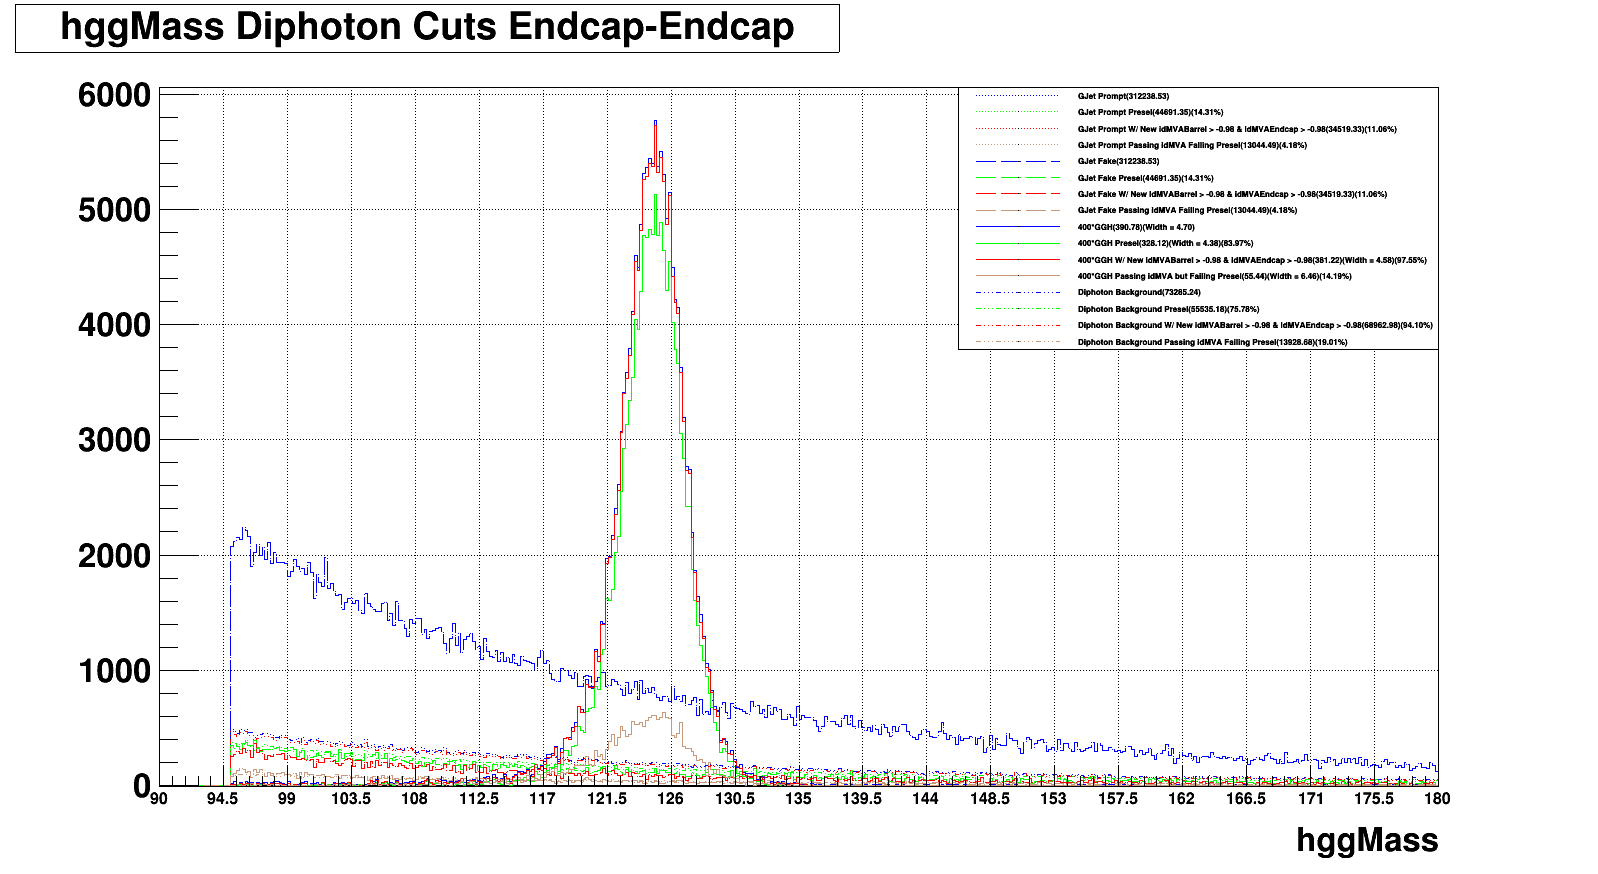 hggMass Diphoton Cuts Endcap-Endcap
6000
5000
4000
3000
2000
1000
0
GJet Prompt(312238.53)
GJet Prompt Presel(44691.35)(14.31%)
GJet Prompt W/ New idMVABarrel > -0.98 & idMVAEndcap > -0.98(34519.33)(11.06%)
GJet Prompt Passing idMVA Failing Presel(13044.49)(4.18%)
GJet Fake(312238.53)
GJet Fake Presel(44691.35)(14.31%)
GJet Fake W/ New idMVABarrel > -0.98 & idMVAEndcap > -0.98(34519.33)(11.06%)
GJet Fake Passing idMVA Failing Presel(13044.49)(4.18%)
400*GGH(390.78)(Width = 4.70)
400*GGH Presel(328.12)(Width = 4.38)(83.97%)
400*GGH W/ New idMVABarrel > -0.98 & idMVAEndcap > -0.98(381.22)(Width = 4.58)(97.55%)
400*GGH Passing idMVA but Failing Presel(55.44)(Width = 6.46)(14.19%)
Diphoton Background(73285.24)
Diphoton Background Presel(55535.18)(75.78%)
Diphoton Background W/ New idMVABarrel > -0.98 & idMVAEndcap > -0.98(68962.98)(94.10%)
Diphoton Background Passing idMVA Failing Presel(13928.68)(19.01%)
90 94.5 99 103.5 108 112.5 117 121.5 126 130.5 135 139.5 144 148.5 153 157.5 162 166.5 171 175.5 180
hggMass